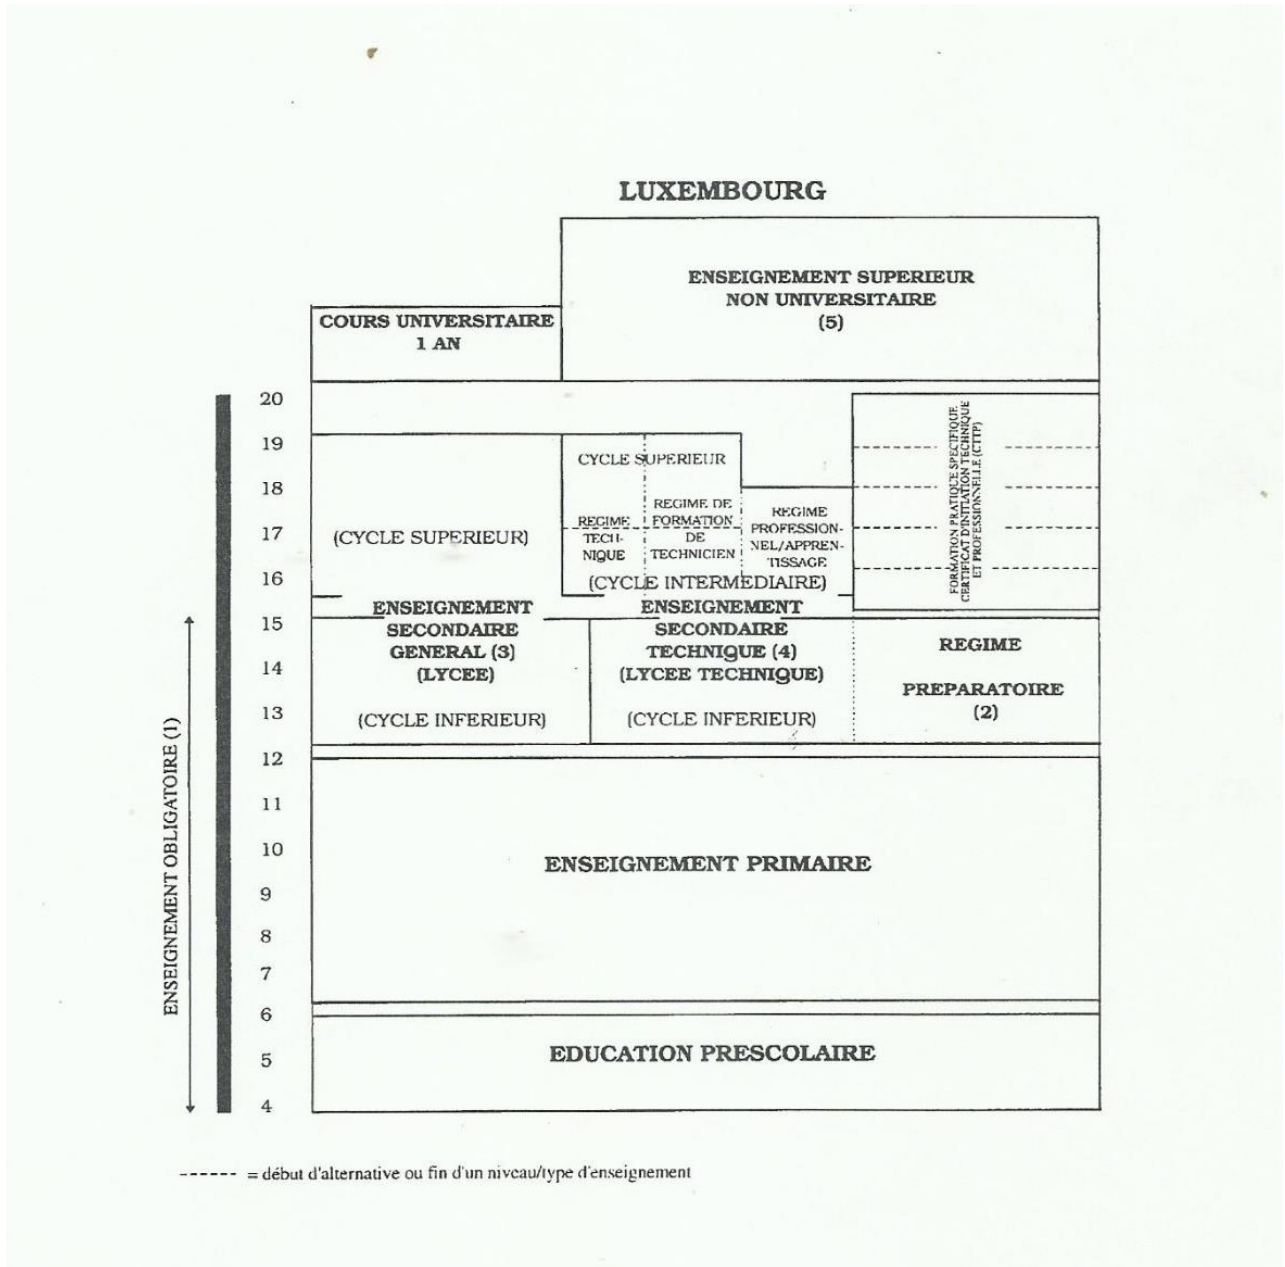 LUXEMBOURG
ENSEIGNEMENT SUPERIEUR
NON UNIVERSITAIRE
(5)
COURS UNIVERSITAIRE
1 AN
20
19
18
17
16
15
14
13
12
11
10
9
8
7
6
5
4
ENSEIGNEMENT OBLIGATOIRE (1)
(CYCLE SUPERIEUR)
CYCLE SUPERIEUR
REGIME
TECH-
NIQUE
REGIME DE
FORMATION
DE
TECHNICIEN
REGIME
PROFESSION-
NEL/APPREN-
TISSAGE
(CYCLE INTERMEDIAIRE)
FORMATION PRATIQUE SPECIFIQUE
CERTIFICAT D'INITIATION TECHNIQUE
ET PROFESSIONNELLE (CITP)
ENSEIGNEMENT
SECONDAIRE
GENERAL (3)
(LYCEE)
(CYCLE INFERIEUR)
ENSEIGNEMENT
SECONDAIRE
TECHNIQUE (4)
(LYCEE TECHNIQUE)
(CYCLE INFERIEUR)
REGIME
PREPARATOIRE
(2)
ENSEIGNEMENT PRIMAIRE
EDUCATION PRESCOLAIRE
------ = début d'alternative ou fin d'un niveau/type d'enseignement